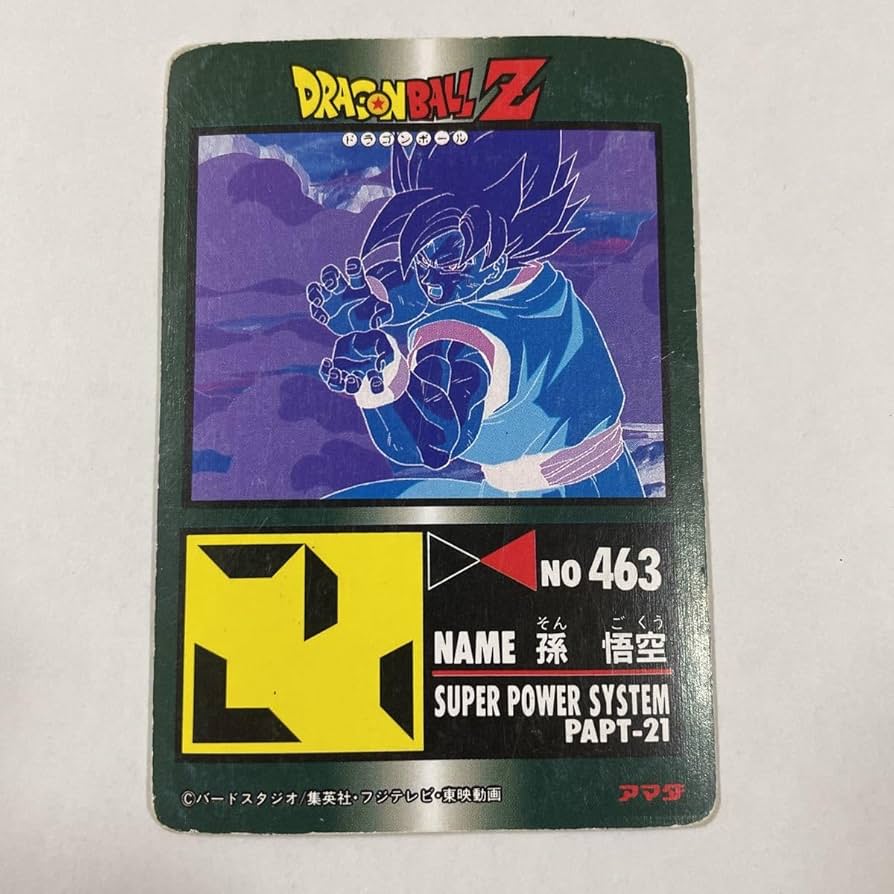 DRAGON BALL Z
ドラゴンボール
NO 463
そん ごくう
NAME 孫 悟空
SUPER POWER SYSTEM
PAPT-21
©バードスタジオ/集英社・フジテレビ・東映動画
アマダ